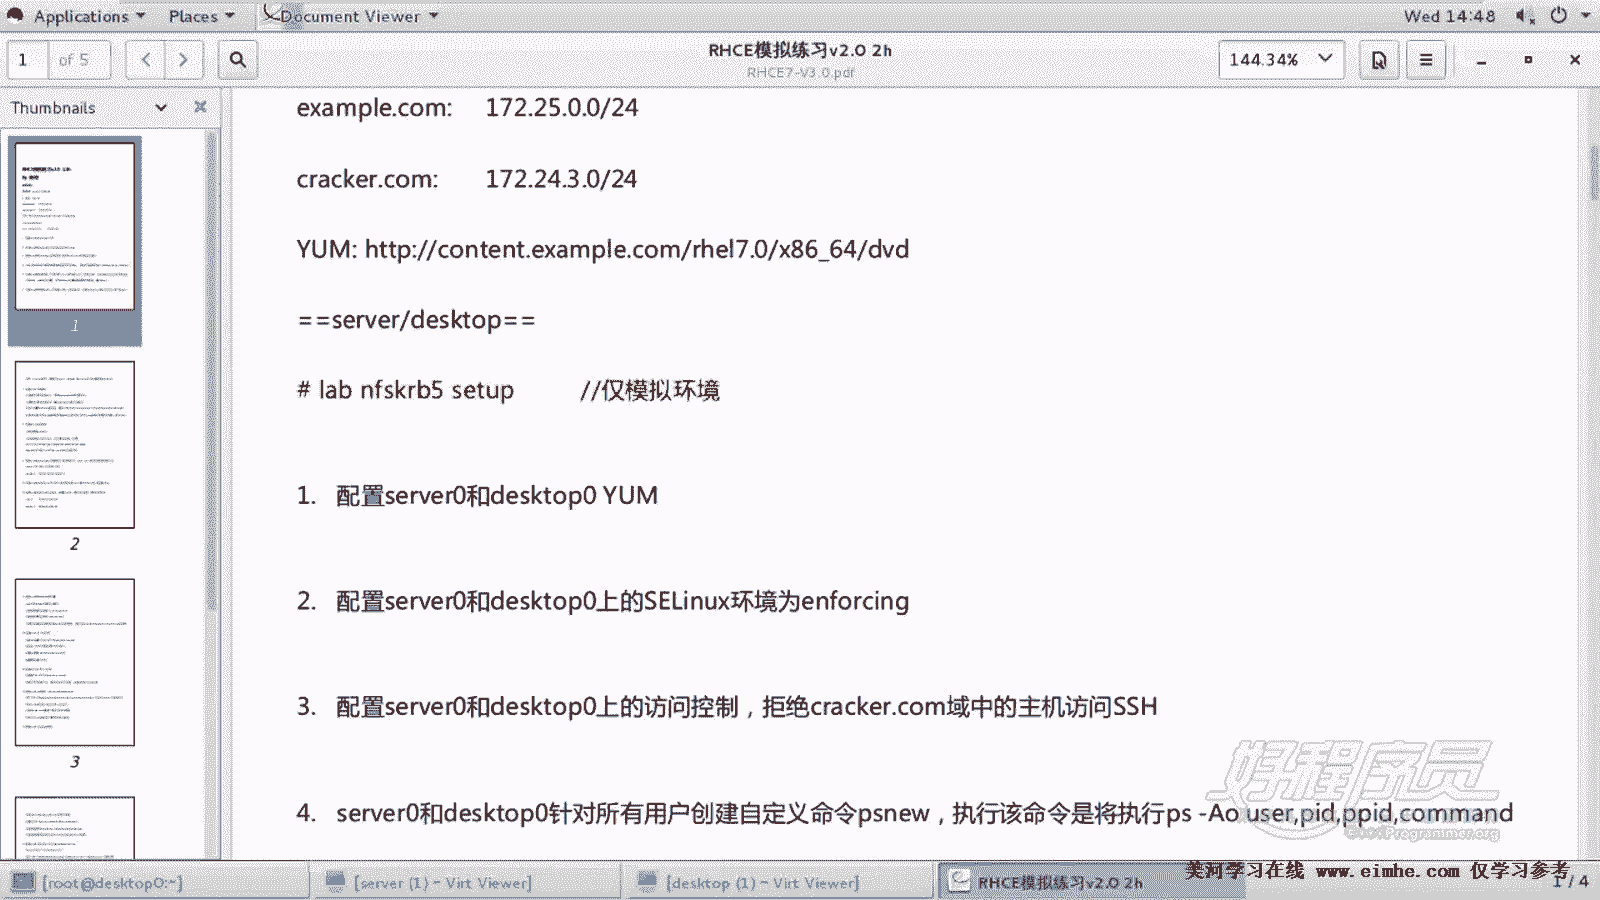 Applications Places Document Viewer Wed 14:48
1 of 5
RHCE模拟练习v2.0 2h
RHCE7-V3.0.pdf
144.34%
Thumbnails
1
2
3
example.com: 172.25.0.0/24
cracker.com: 172.24.3.0/24
YUM: http://content.example.com/rhel7.0/x86_64/dvd
==server/desktop==
# lab nfskrb5 setup //仅模拟环境
1. 配置server0和desktop0 YUM
2. 配置server0和desktop0上的SELinux环境为enforcing
3. 配置server0和desktop0上的访问控制，拒绝cracker.com域中的主机访问SSH
4. server0和desktop0针对所有用户创建自定义命令psnew，执行该命令是将执行ps -Ao user,pid,ppid,command
好程序员
GoodProgrammer.org
[root@desktop0:~]
[server (1) - Virt Viewer]
[desktop (1) - Virt Viewer]
RHCE模拟练习v2.0 2h
美河学习在线 www.eimhe.com 仅学习参考
1 / 4